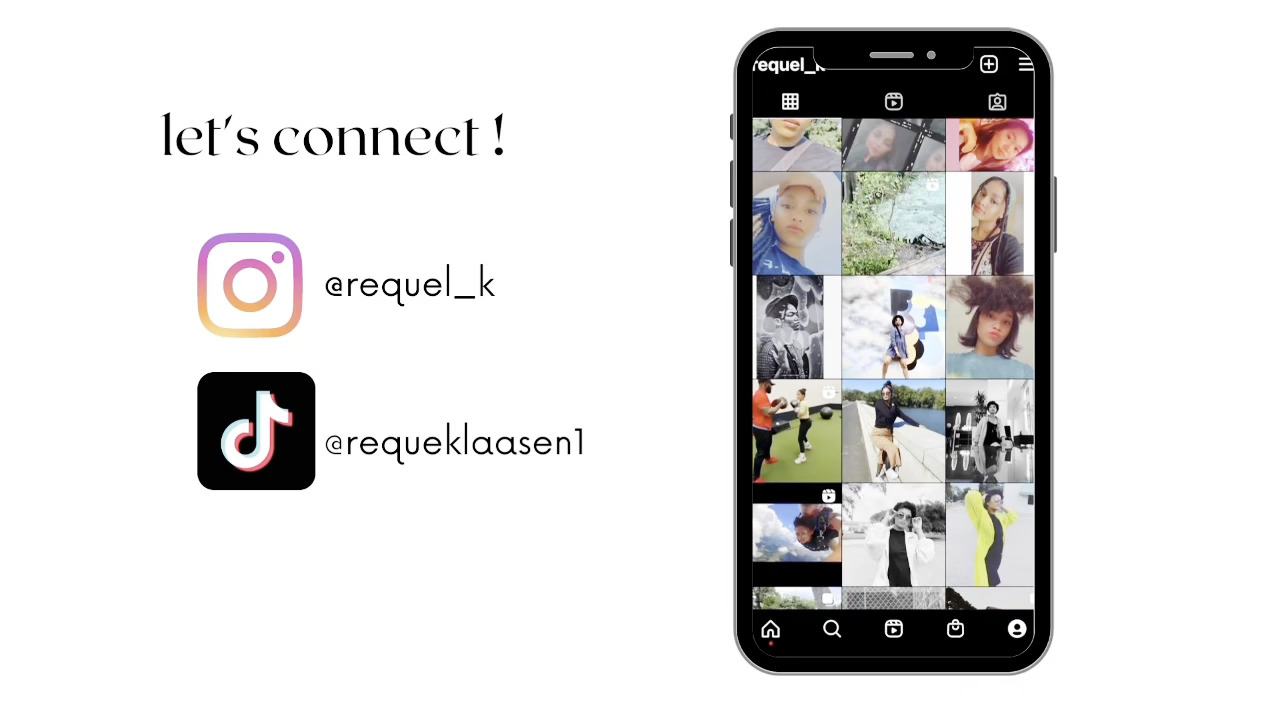 let's connect !
@requel_k
@requeklaasen1
requel_k